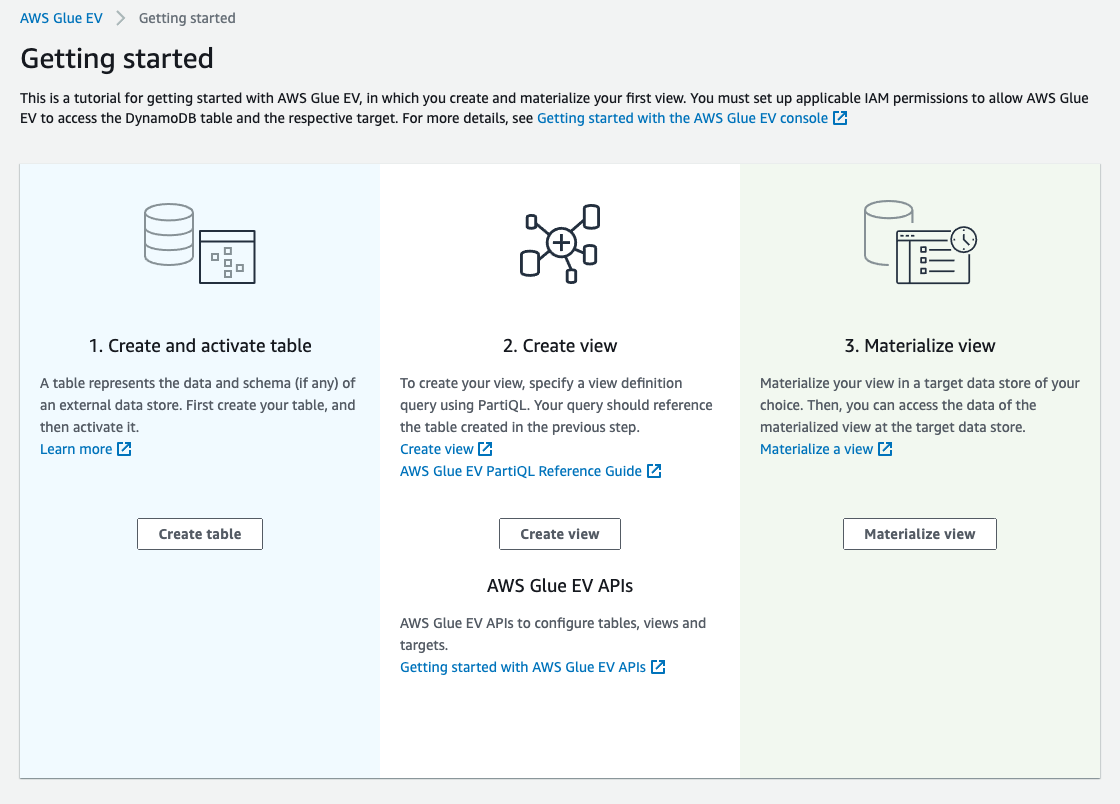 AWS Glue EV > Getting started
Getting started
This is a tutorial for getting started with AWS Glue EV, in which you create and materialize your first view. You must set up applicable IAM permissions to allow AWS Glue
EV to access the DynamoDB table and the respective target. For more details, see Getting started with the AWS Glue EV console
1. Create and activate table
A table represents the data and schema (if any) of
an external data store. First create your table, and
then activate it.
Learn more
Create table
2. Create view
To create your view, specify a view definition
query using PartiQL. Your query should reference
the table created in the previous step.
Create view
AWS Glue EV PartiQL Reference Guide
Create view
AWS Glue EV APIs
AWS Glue EV APIs to configure tables, views and
targets.
Getting started with AWS Glue EV APIs
3. Materialize view
Materialize your view in a target data store of your
choice. Then, you can access the data of the
materialized view at the target data store.
Materialize a view
Materialize view